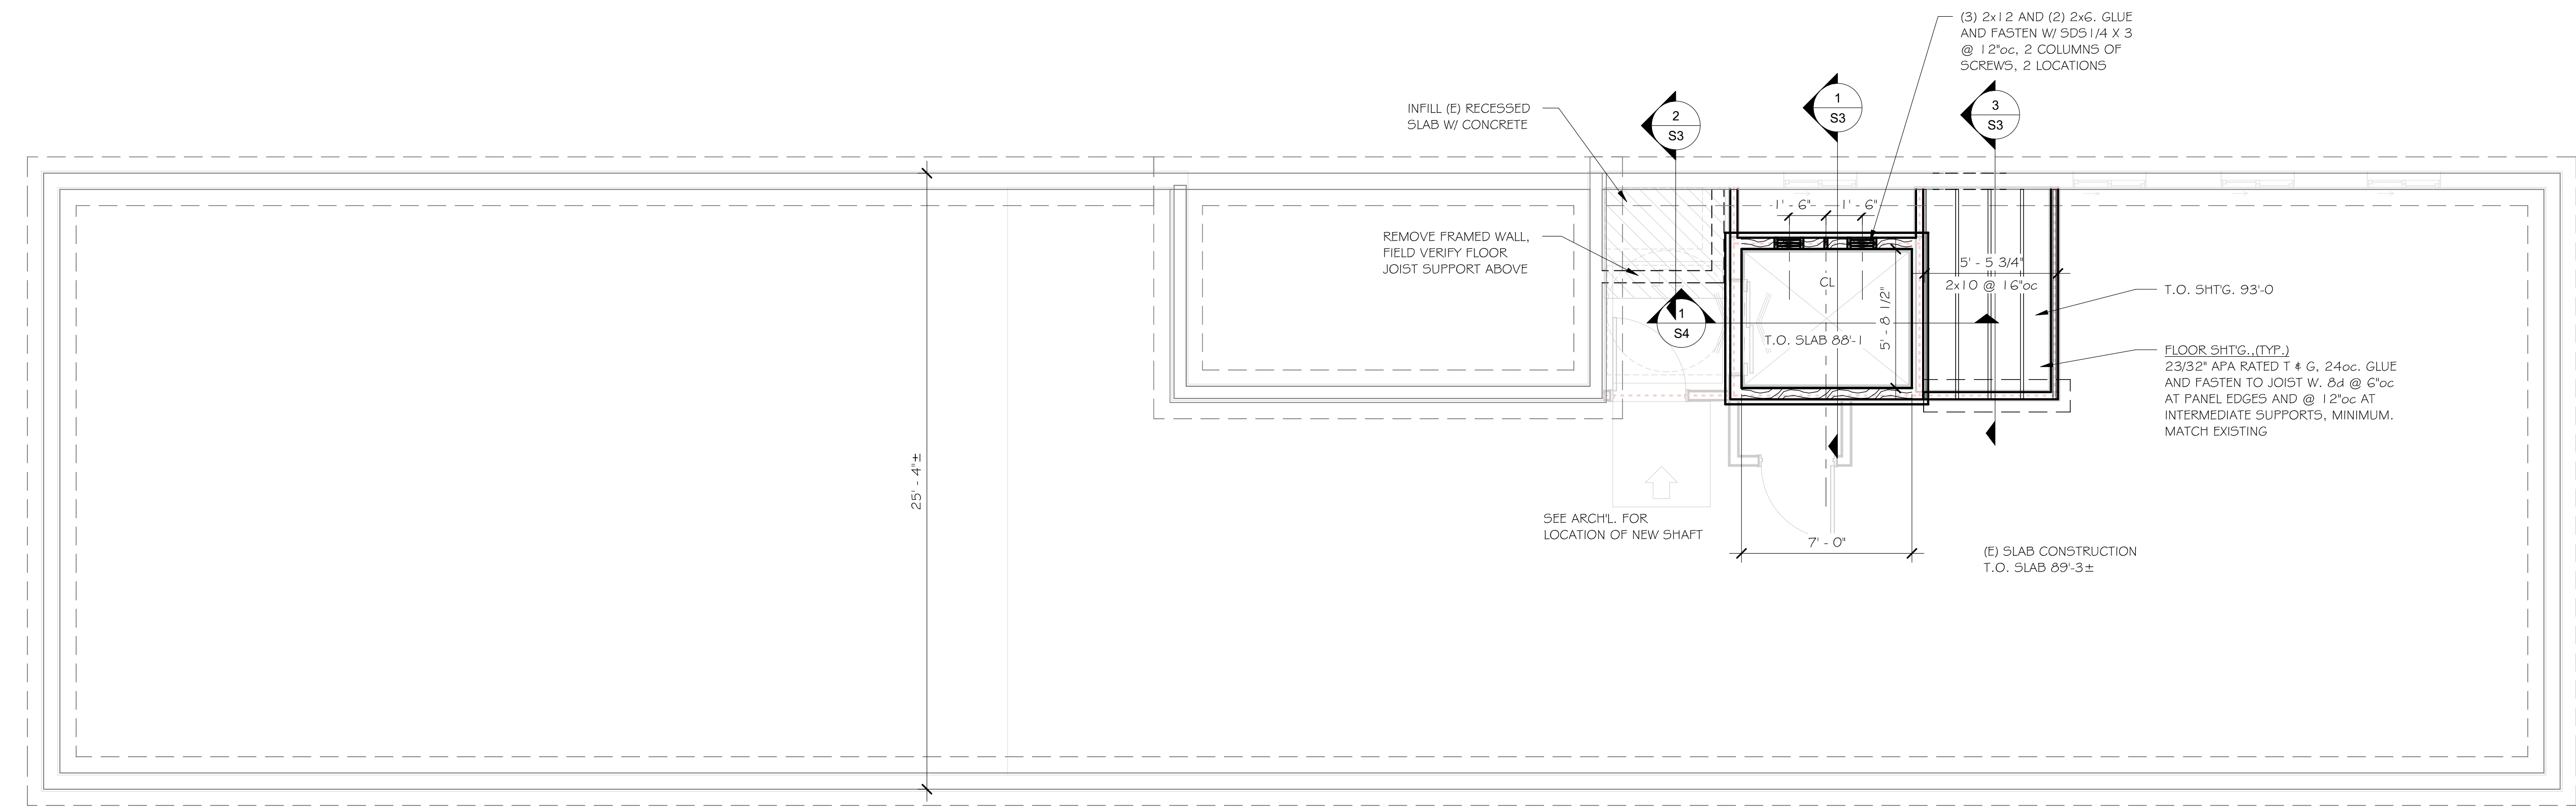 (3) 2x12 AND (2) 2x6. GLUE
AND FASTEN W/ SDS1/4 X 3
@ 12"oc, 2 COLUMNS OF
SCREWS, 2 LOCATIONS
INFILL (E) RECESSED
SLAB W/ CONCRETE
2
S3
1
S3
3
S3
REMOVE FRAMED WALL,
FIELD VERIFY FLOOR
JOIST SUPPORT ABOVE
1' - 6"
1' - 6"
5' - 5 3/4"
2x10 @ 16"oc
CL
5' - 8 1/2"
T.O. SHT'G. 93'-0
1
S4
T.O. SLAB 88'-1
FLOOR SHT'G.,(TYP.)
23/32" APA RATED T & G, 24oc. GLUE
AND FASTEN TO JOIST W. 8d @ 6"oc
AT PANEL EDGES AND @ 12"oc AT
INTERMEDIATE SUPPORTS, MINIMUM.
MATCH EXISTING
25' - 4"±
SEE ARCH'L. FOR
LOCATION OF NEW SHAFT
7' - 0"
(E) SLAB CONSTRUCTION
T.O. SLAB 89'-3±